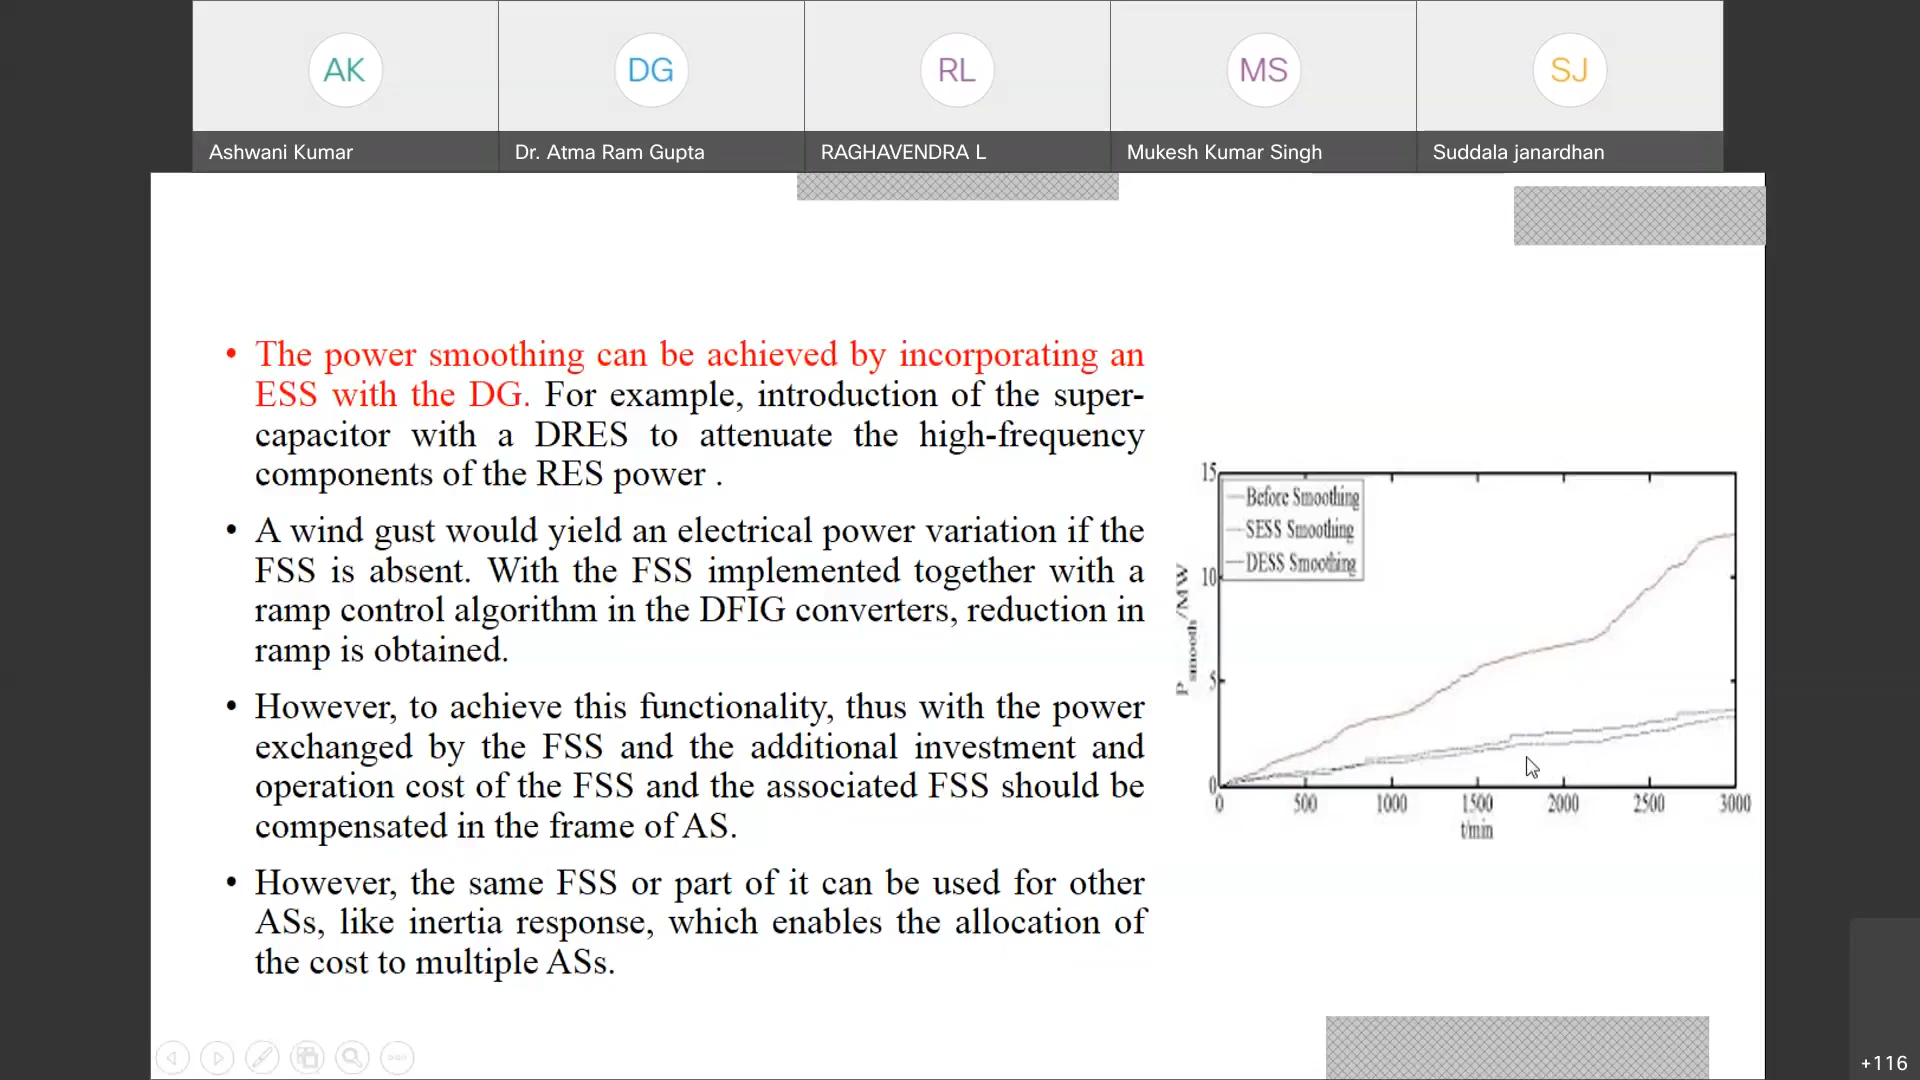 AK
DG
RL
MS
SJ
Ashwani Kumar
Dr. Atma Ram Gupta
RAGHAVENDRA L
Mukesh Kumar Singh
Suddala janardhan
• The power smoothing can be achieved by incorporating an
ESS with the DG. For example, introduction of the super-
capacitor with a DRES to attenuate the high-frequency
components of the RES power .
• A wind gust would yield an electrical power variation if the
FSS is absent. With the FSS implemented together with a
ramp control algorithm in the DFIG converters, reduction in
ramp is obtained.
• However, to achieve this functionality, thus with the power
exchanged by the FSS and the additional investment and
operation cost of the FSS and the associated FSS should be
compensated in the frame of AS.
• However, the same FSS or part of it can be used for other
ASs, like inertia response, which enables the allocation of
the cost to multiple ASs.
15
10
5
0
P smooth /MW
Before Smoothing
SESS Smoothing
DESS Smoothing
0 500 1000 1500 2000 2500 3000
t/min
+116